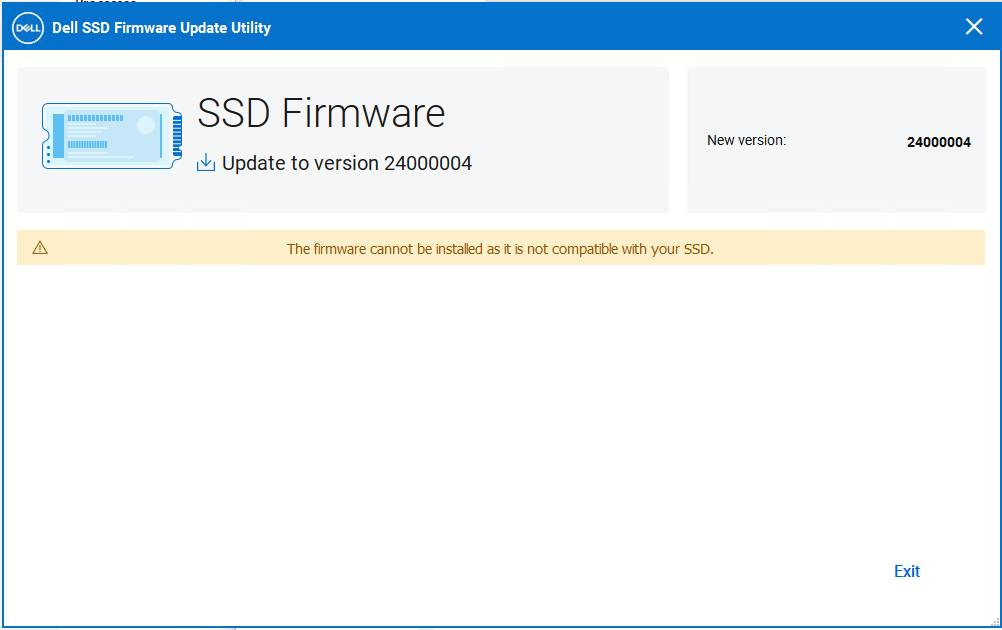 DELL Dell SSD Firmware Update Utility
SSD Firmware
Update to version 24000004
New version: 24000004
The firmware cannot be installed as it is not compatible with your SSD.
Exit